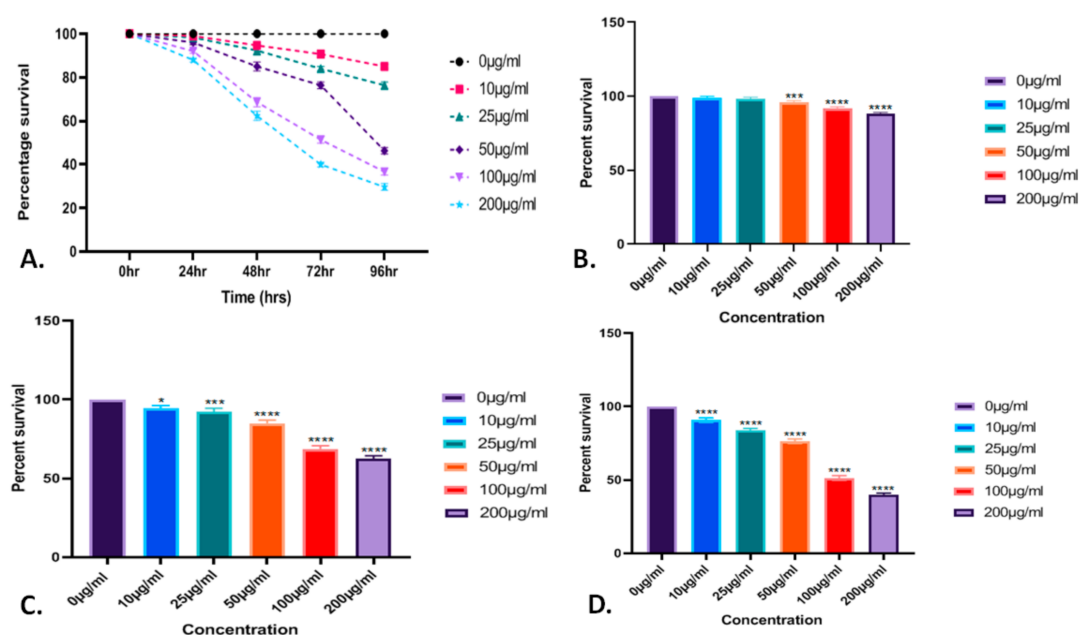 Percentage survival
100
80
60
40
20
0
0hr 24hr 48hr 72hr 96hr
Time (hrs)
0µg/ml
10µg/ml
25µg/ml
50µg/ml
100µg/ml
200µg/ml
A.
Percent survival
150
100
50
0
*** **** ****
0µg/ml 10µg/ml 25µg/ml 50µg/ml 100µg/ml 200µg/ml
Concentration
0µg/ml
10µg/ml
25µg/ml
50µg/ml
100µg/ml
200µg/ml
B.
Percent survival
150
100
50
0
* *** **** **** ****
0µg/ml 10µg/ml 25µg/ml 50µg/ml 100µg/ml 200µg/ml
Concentration
0µg/ml
10µg/ml
25µg/ml
50µg/ml
100µg/ml
200µg/ml
C.
Percent survival
150
100
50
0
**** **** **** **** ****
0µg/ml 10µg/ml 25µg/ml 50µg/ml 100µg/ml 200µg/ml
Concentration
0µg/ml
10µg/ml
25µg/ml
50µg/ml
100µg/ml
200µg/ml
D.